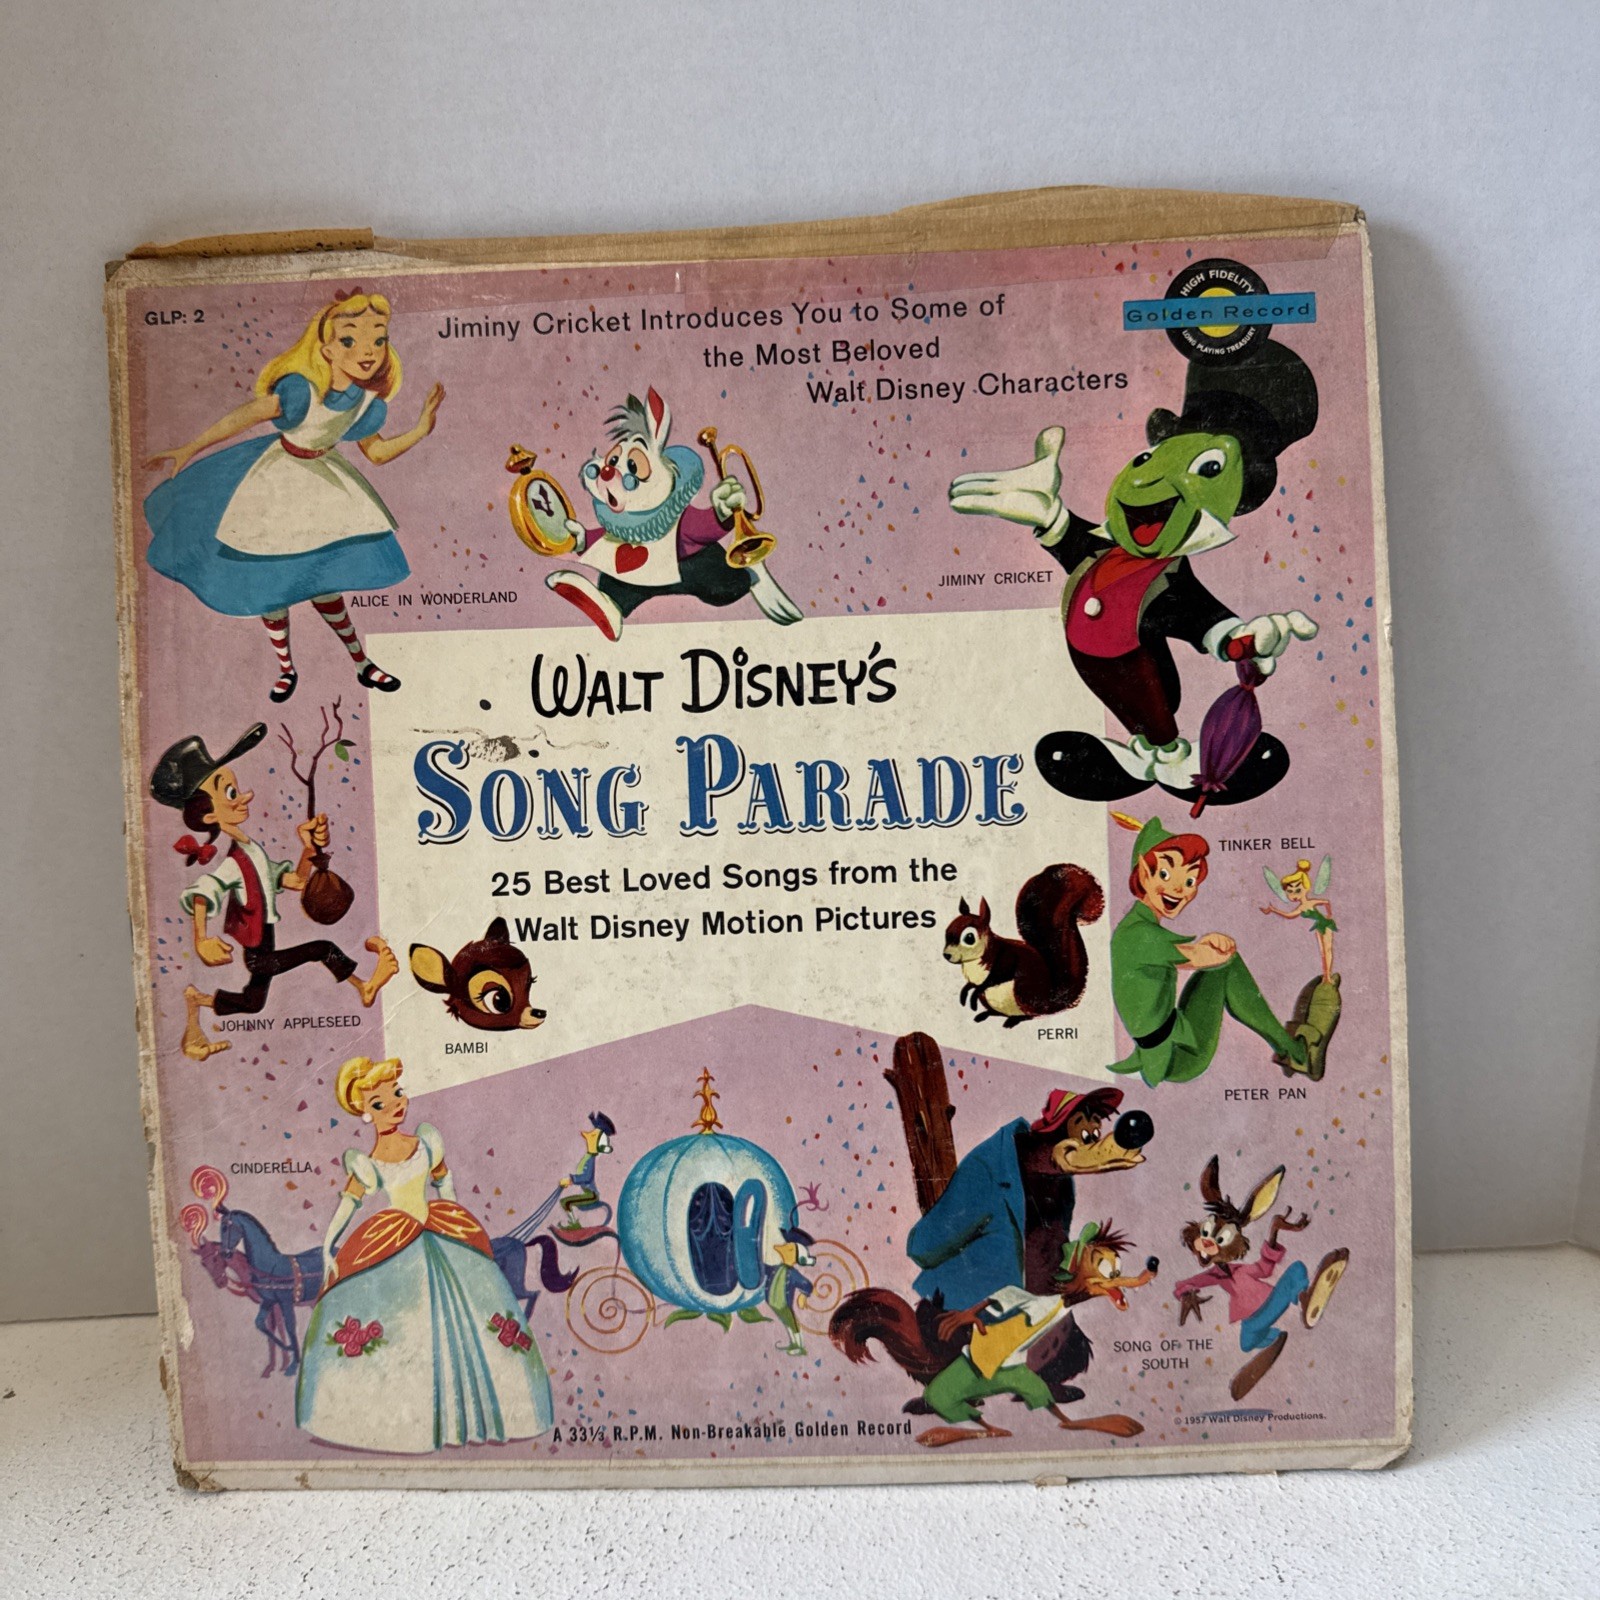 GLP: 2
Jiminy Cricket Introduces You to Some of
the Most Beloved
Walt Disney Characters
HIGH FIDELITY
Golden Record
LONG PLAYING TREASURY
ALICE IN WONDERLAND
JIMINY CRICKET
WALT DISNEY'S
SONG PARADE
25 Best Loved Songs from the
Walt Disney Motion Pictures
TINKER BELL
JOHNNY APPLESEED
BAMBI
PERRI
PETER PAN
CINDERELLA
SONG OF THE
SOUTH
A 33⅓ R.P.M. Non-Breakable Golden Record
© 1957 Walt Disney Productions.